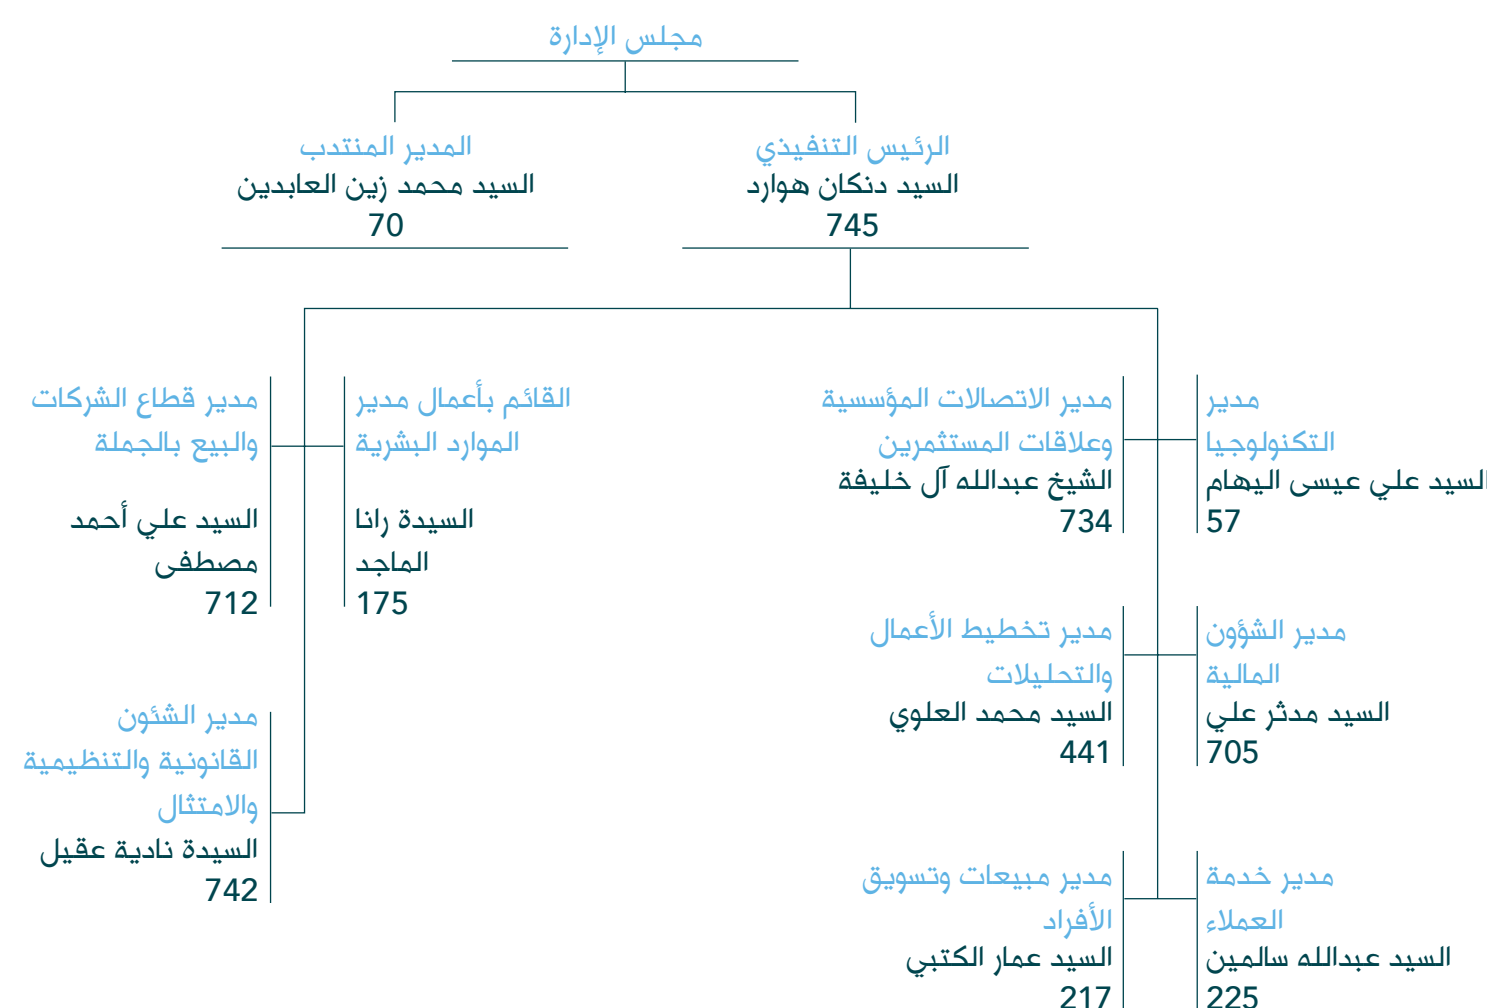 مجلس الإدارة
الرئيس التنفيذي
السيد دنكان هوارد
745
المدير المنتدب
السيد محمد زين العابدين
70
مدير
التكنولوجيا
السيد علي عيسى اليهام
57
مدير الاتصالات المؤسسية
وعلاقات المستثمرين
الشيخ عبدالله آل خليفة
734
القائم بأعمال مدير
الموارد البشرية
السيدة رانا
الماجد
175
مدير قطاع الشركات
والبيع بالجملة
السيد علي أحمد
مصطفى
712
مدير الشؤون
المالية
السيد مدثر علي
705
مدير تخطيط الأعمال
والتحليلات
السيد محمد العلوي
441
مدير الشئون
القانونية والتنظيمية
والامتثال
السيدة نادية عقيل
742
مدير خدمة
العملاء
السيد عبدالله سالمين
225
مدير مبيعات وتسويق
الأفراد
السيد عمار الكتبي
217